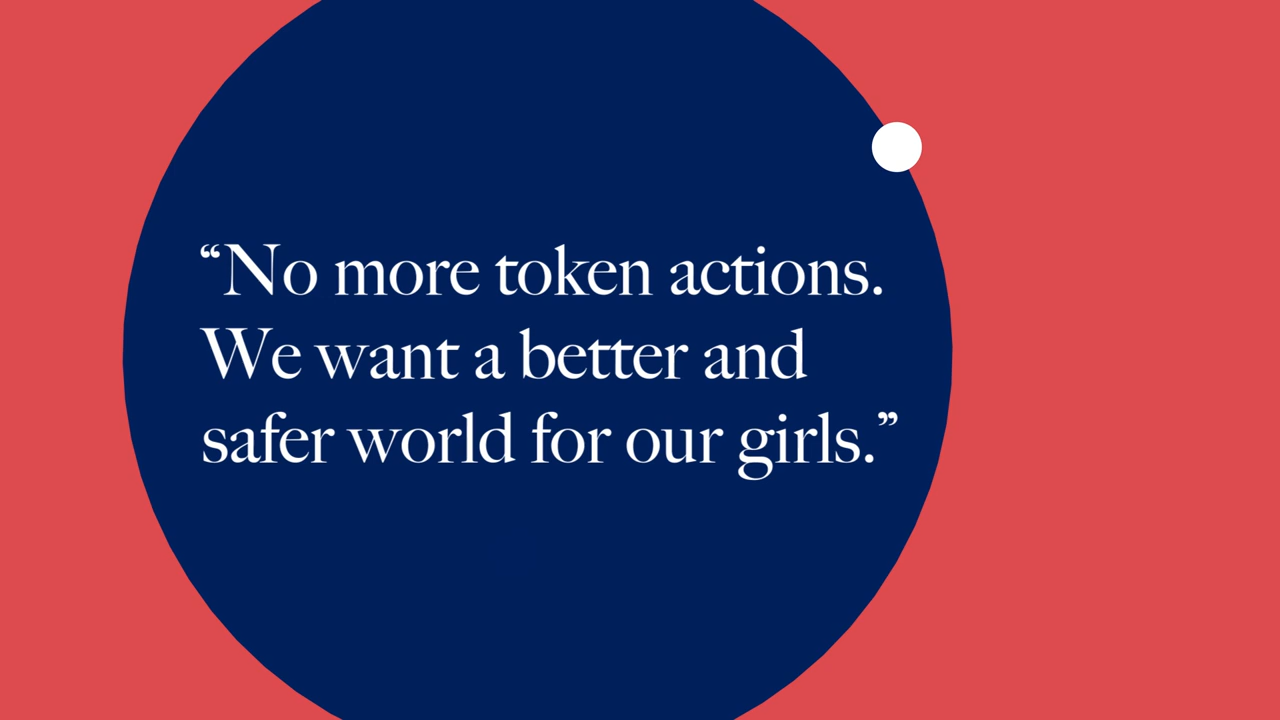 “No more token actions.
We want a better and
safer world for our girls.”